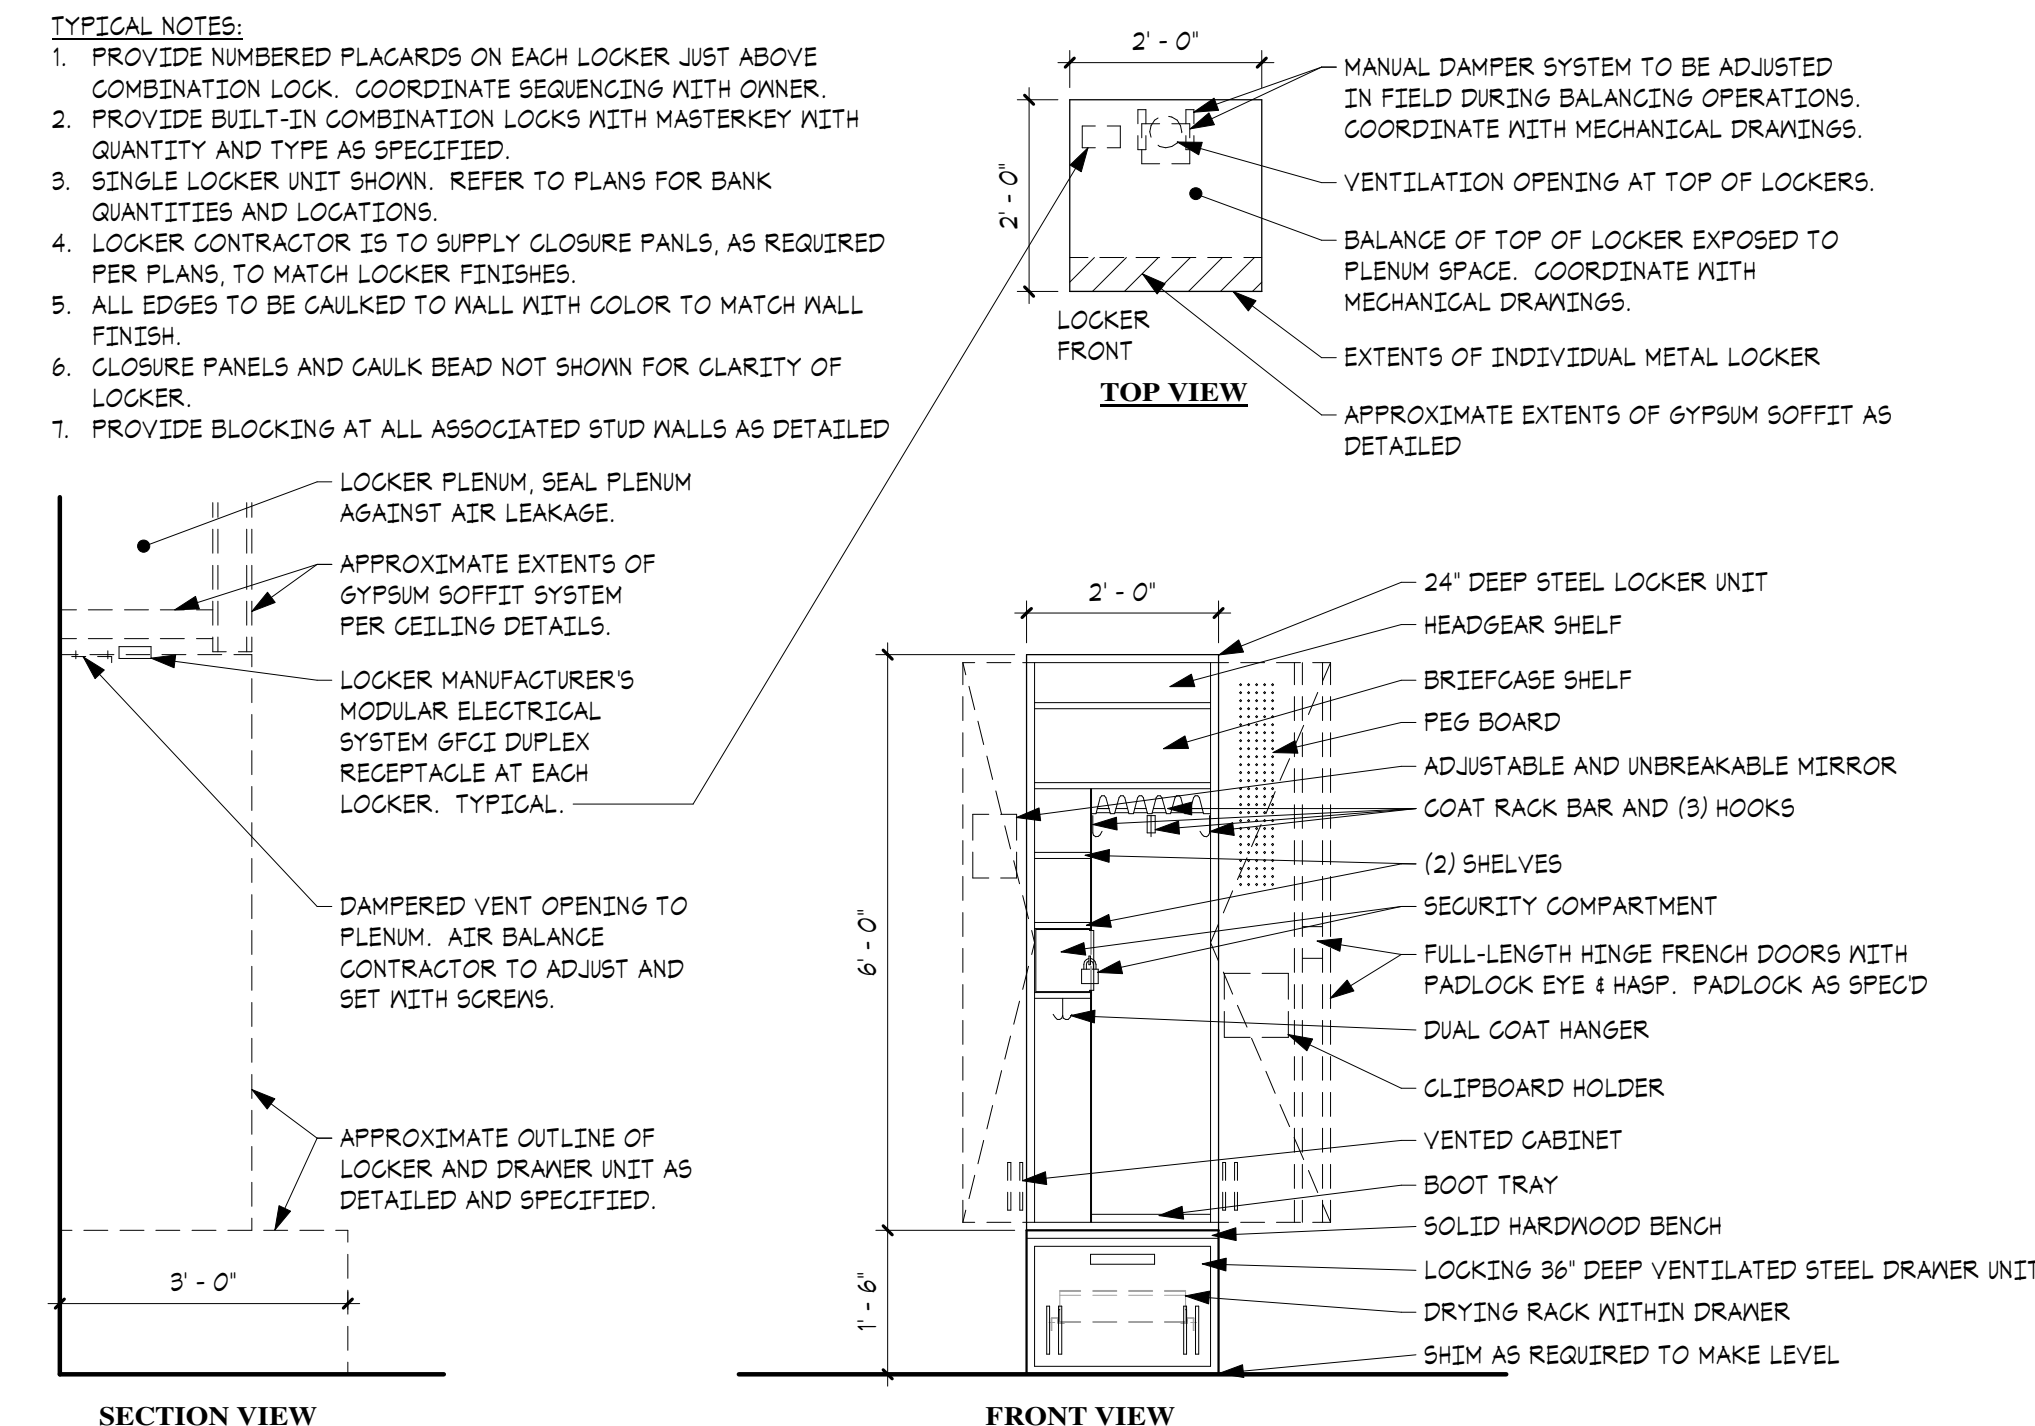 TYPICAL NOTES:
1. PROVIDE NUMBERED PLACARDS ON EACH LOCKER JUST ABOVE
COMBINATION LOCK. COORDINATE SEQUENCING WITH OWNER.
2. PROVIDE BUILT-IN COMBINATION LOCKS WITH MASTERKEY WITH
QUANTITY AND TYPE AS SPECIFIED.
3. SINGLE LOCKER UNIT SHOWN. REFER TO PLANS FOR BANK
QUANTITIES AND LOCATIONS.
4. LOCKER CONTRACTOR IS TO SUPPLY CLOSURE PANLS, AS REQUIRED
PER PLANS, TO MATCH LOCKER FINISHES.
5. ALL EDGES TO BE CAULKED TO WALL WITH COLOR TO MATCH WALL
FINISH.
6. CLOSURE PANELS AND CAULK BEAD NOT SHOWN FOR CLARITY OF
LOCKER.
7. PROVIDE BLOCKING AT ALL ASSOCIATED STUD WALLS AS DETAILED
2' - 0"
2' - 0"
MANUAL DAMPER SYSTEM TO BE ADJUSTED
IN FIELD DURING BALANCING OPERATIONS.
COORDINATE WITH MECHANICAL DRAWINGS.
VENTILATION OPENING AT TOP OF LOCKERS.
BALANCE OF TOP OF LOCKER EXPOSED TO
PLENUM SPACE. COORDINATE WITH
MECHANICAL DRAWINGS.
EXTENTS OF INDIVIDUAL METAL LOCKER
APPROXIMATE EXTENTS OF GYPSUM SOFFIT AS
DETAILED
LOCKER
FRONT
TOP VIEW
LOCKER PLENUM, SEAL PLENUM
AGAINST AIR LEAKAGE.
APPROXIMATE EXTENTS OF
GYPSUM SOFFIT SYSTEM
PER CEILING DETAILS.
LOCKER MANUFACTURER'S
MODULAR ELECTRICAL
SYSTEM GFCI DUPLEX
RECEPTACLE AT EACH
LOCKER. TYPICAL.
DAMPERED VENT OPENING TO
PLENUM. AIR BALANCE
CONTRACTOR TO ADJUST AND
SET WITH SCREWS.
APPROXIMATE OUTLINE OF
LOCKER AND DRAWER UNIT AS
DETAILED AND SPECIFIED.
3' - 0"
SECTION VIEW
2' - 0"
6' - 0"
1' - 6"
24" DEEP STEEL LOCKER UNIT
HEADGEAR SHELF
BRIEFCASE SHELF
PEG BOARD
ADJUSTABLE AND UNBREAKABLE MIRROR
COAT RACK BAR AND (3) HOOKS
(2) SHELVES
SECURITY COMPARTMENT
FULL-LENGTH HINGE FRENCH DOORS WITH
PADLOCK EYE & HASP. PADLOCK AS SPEC'D
DUAL COAT HANGER
CLIPBOARD HOLDER
VENTED CABINET
BOOT TRAY
SOLID HARDWOOD BENCH
LOCKING 36" DEEP VENTILATED STEEL DRAWER UNIT
DRYING RACK WITHIN DRAWER
SHIM AS REQUIRED TO MAKE LEVEL
FRONT VIEW